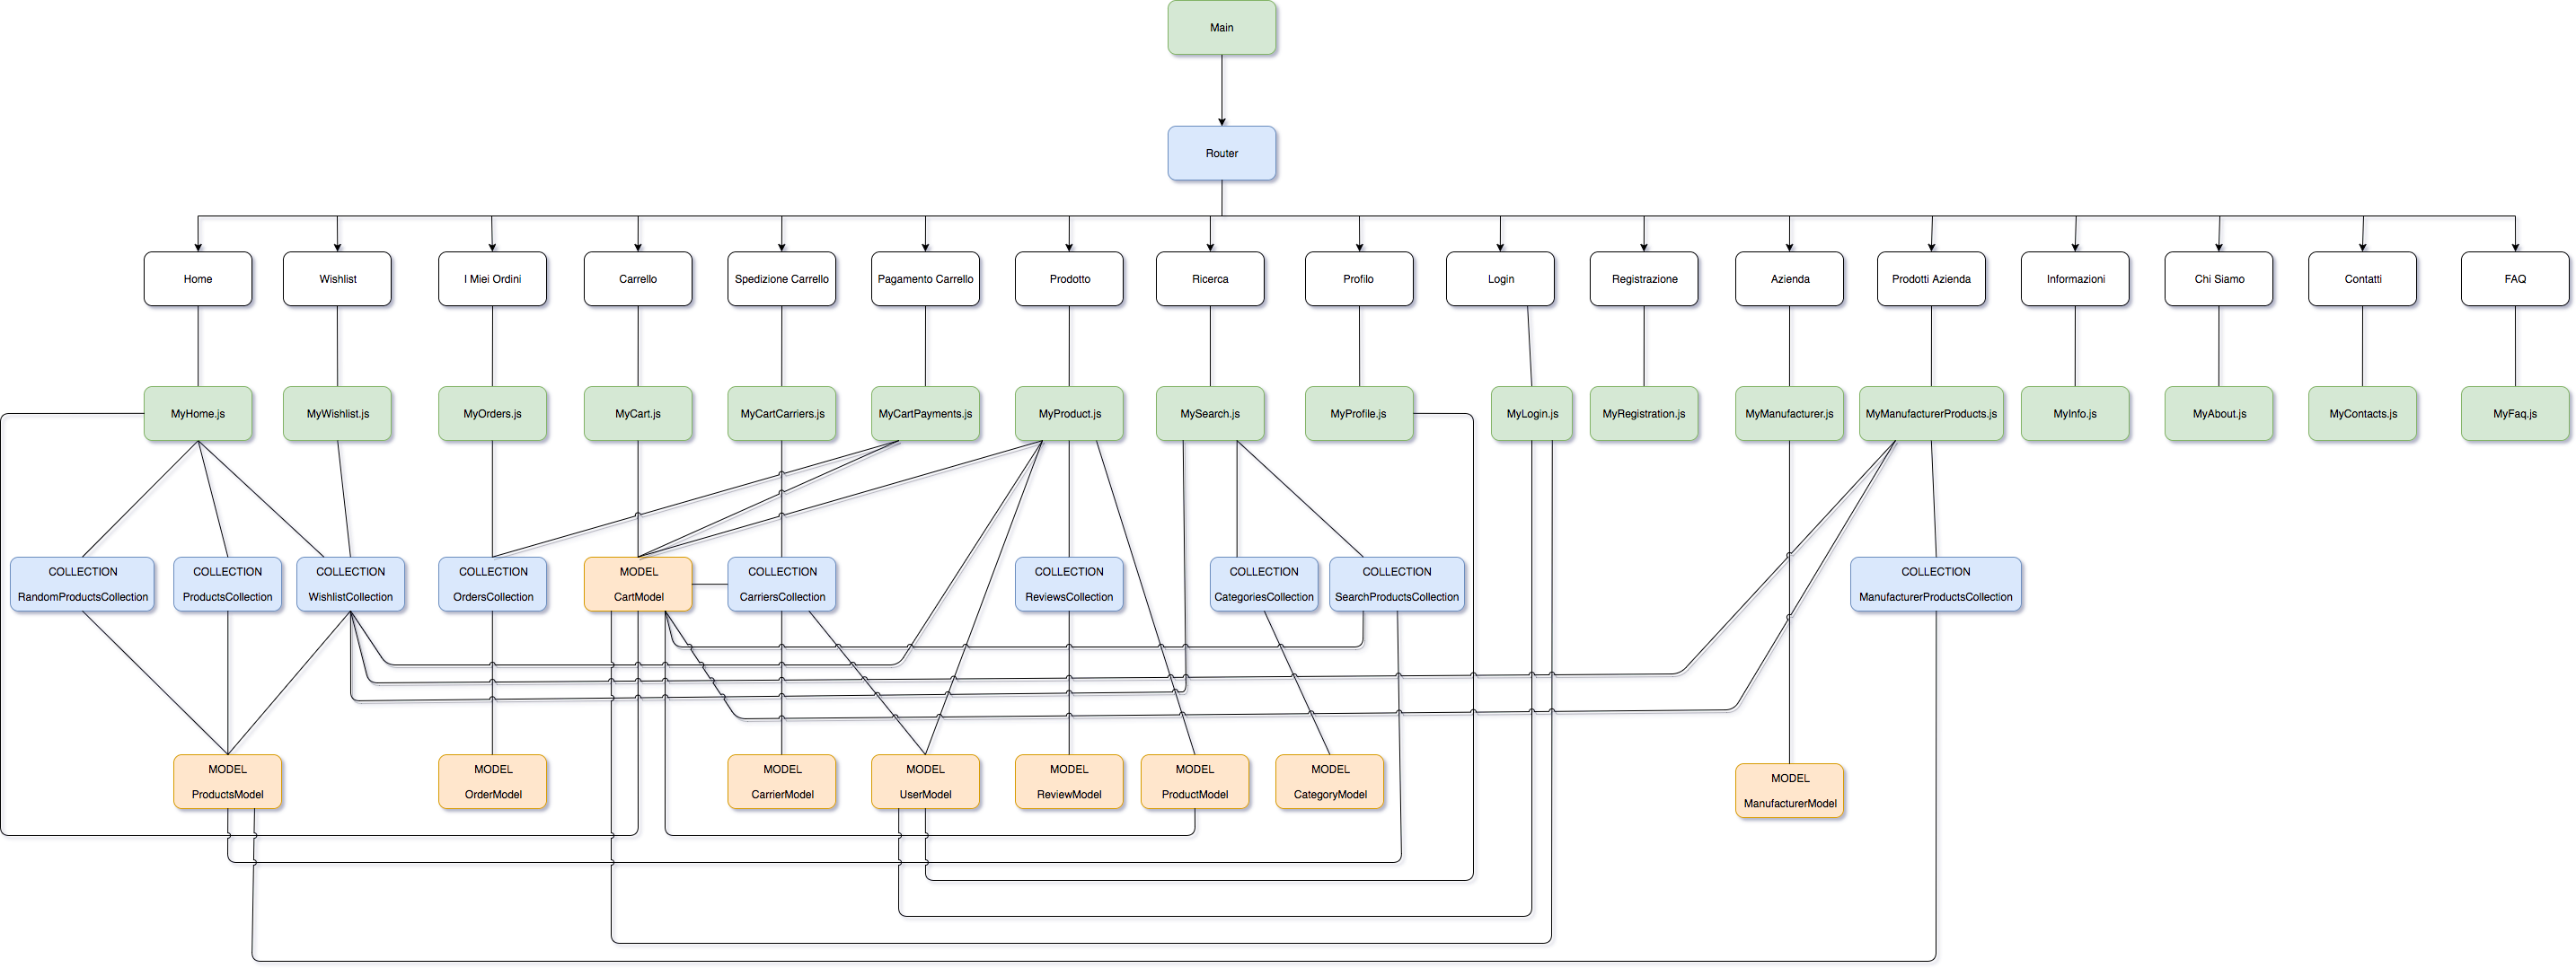 Main
Router
Home
Wishlist
I Miei Ordini
Carrello
Spedizione Carrello
Pagamento Carrello
Prodotto
Ricerca
Profilo
Login
Registrazione
Azienda
Prodotti Azienda
Informazioni
Chi Siamo
Contatti
FAQ
MyHome.js
MyWishlist.js
MyOrders.js
MyCart.js
MyCartCarriers.js
MyCartPayments.js
MyProduct.js
MySearch.js
MyProfile.js
MyLogin.js
MyRegistration.js
MyManufacturer.js
MyManufacturerProducts.js
MyInfo.js
MyAbout.js
MyContacts.js
MyFaq.js
COLLECTION
RandomProductsCollection
COLLECTION
ProductsCollection
COLLECTION
WishlistCollection
COLLECTION
OrdersCollection
MODEL
CartModel
COLLECTION
CarriersCollection
COLLECTION
ReviewsCollection
COLLECTION
CategoriesCollection
COLLECTION
SearchProductsCollection
COLLECTION
ManufacturerProductsCollection
MODEL
ProductsModel
MODEL
OrderModel
MODEL
CarrierModel
MODEL
UserModel
MODEL
ReviewModel
MODEL
ProductModel
MODEL
CategoryModel
MODEL
ManufacturerModel